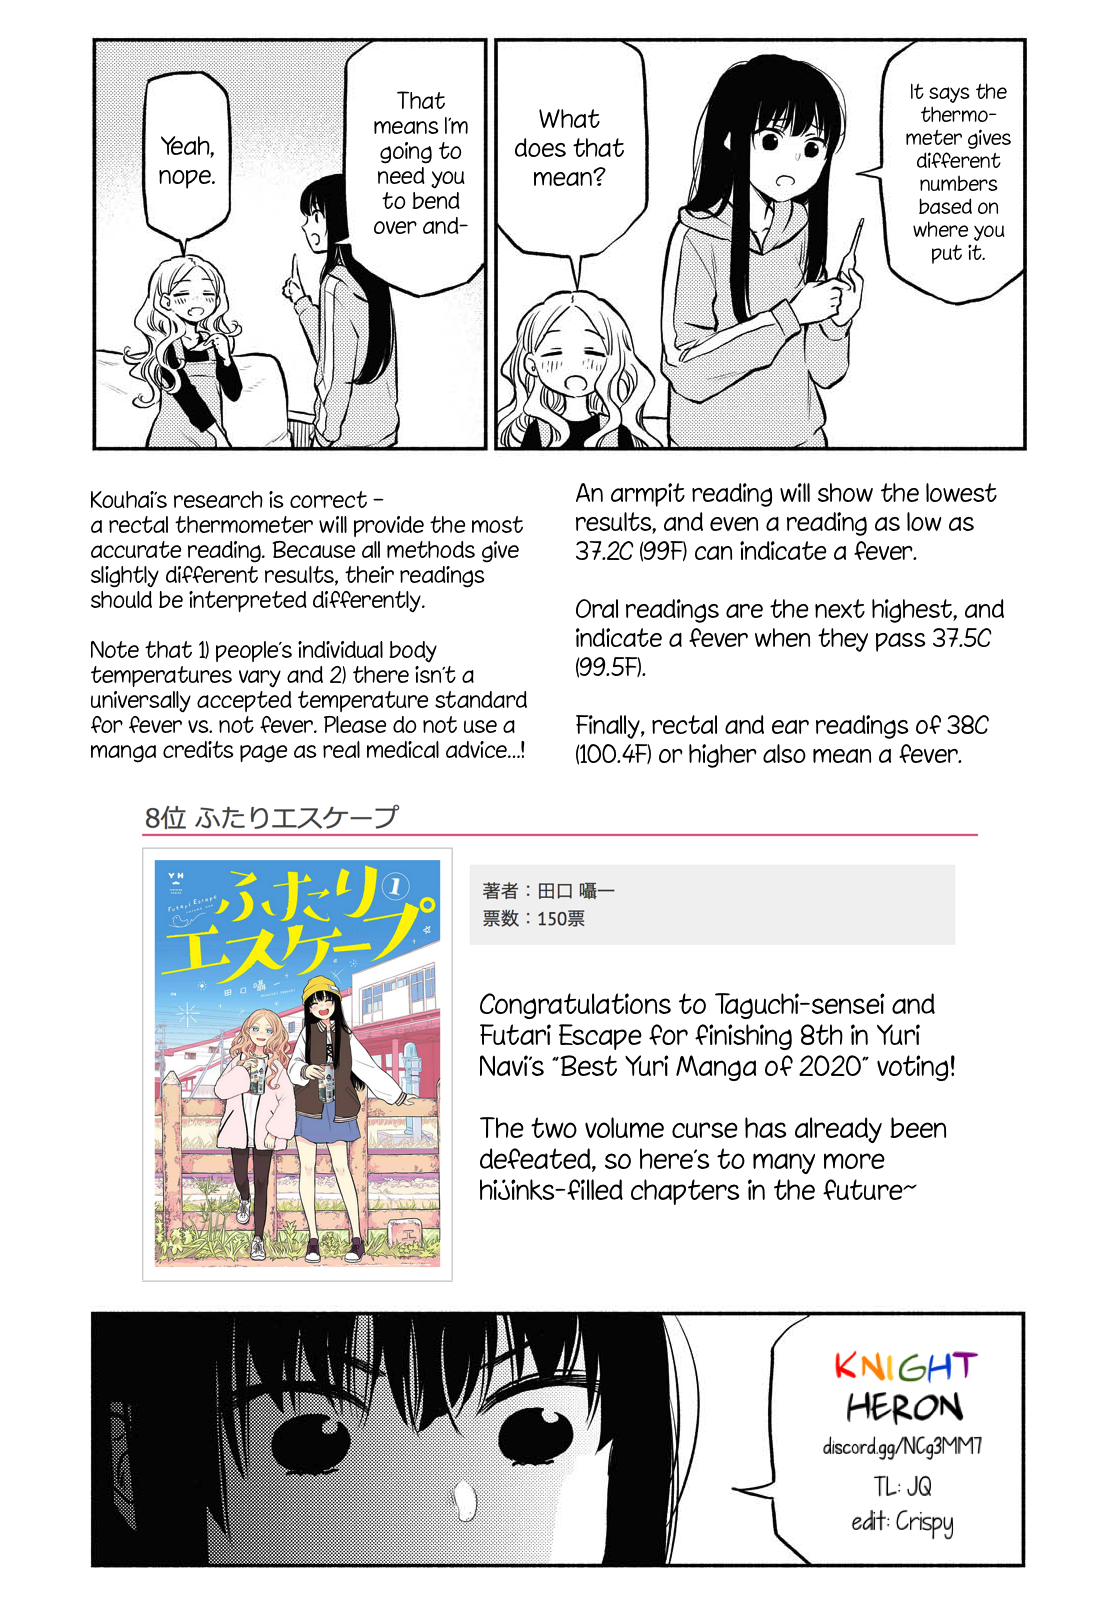 It says the
thermo-
meter gives
different
numbers
based on
where you
put it.
What
does that
mean?
That
means I'm
going to
need you
to bend
over and-
Yeah,
nope.
Kouhai's research is correct -
a rectal thermometer will provide the most
accurate reading. Because all methods give
slightly different results, their readings
should be interpreted differently.
Note that 1) people's individual body
temperatures vary and 2) there isn't a
universally accepted temperature standard
for fever vs. not fever. Please do not use a
manga credits page as real medical advice...!
An armpit reading will show the lowest
results, and even a reading as low as
37.2C (99F) can indicate a fever.
Oral readings are the next highest, and
indicate a fever when they pass 37.5C
(99.5F).
Finally, rectal and ear readings of 38C
(100.4F) or higher also mean a fever.
8位 ふたりエスケープ
YH
Futari Escape
ふたり
1
エスケープ
田口囁一
エ
著者：田口 囁一
票数：150票
Congratulations to Taguchi-sensei and
Futari Escape for finishing 8th in Yuri
Navi's "Best Yuri Manga of 2020" voting!
The two volume curse has already been
defeated, so here's to many more
hijinks-filled chapters in the future~
KNIGHT
HERON
discord.gg/NCg3MM7
TL: JQ
edit: Crispy